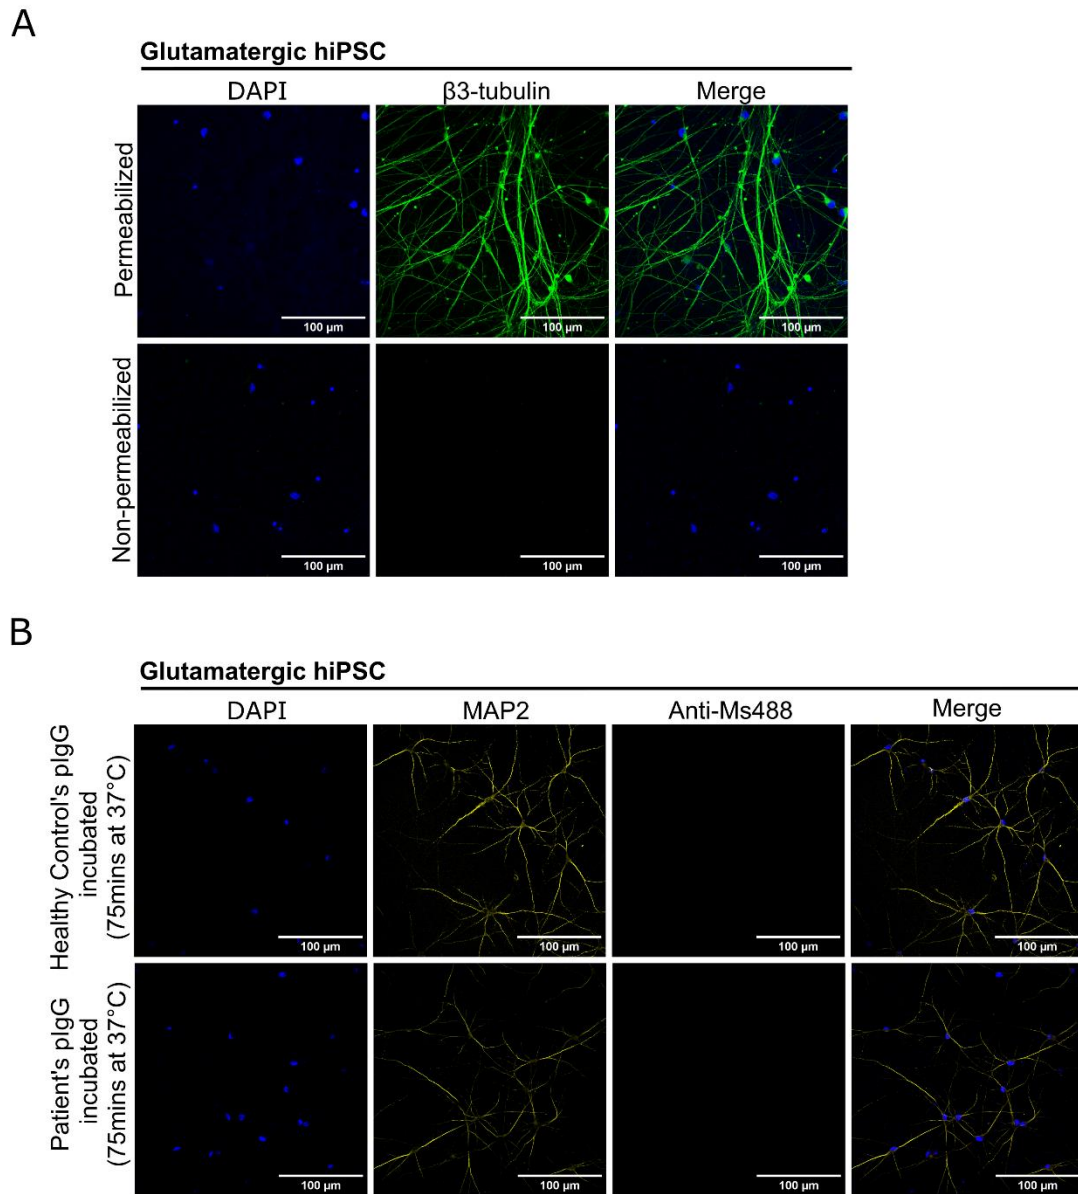 A
Glutamatergic hiPSC
DAPI β3-tubulin Merge
Permeabilized
100 µm 100 µm 100 µm
Non-permeabilized
100 µm 100 µm 100 µm
B
Glutamatergic hiPSC
DAPI MAP2 Anti-Ms488 Merge
Healthy Control's pIgG
incubated
(75mins at 37°C)
100 µm 100 µm 100 µm 100 µm
Patient's pIgG
incubated
(75mins at 37°C)
100 µm 100 µm 100 µm 100 µm